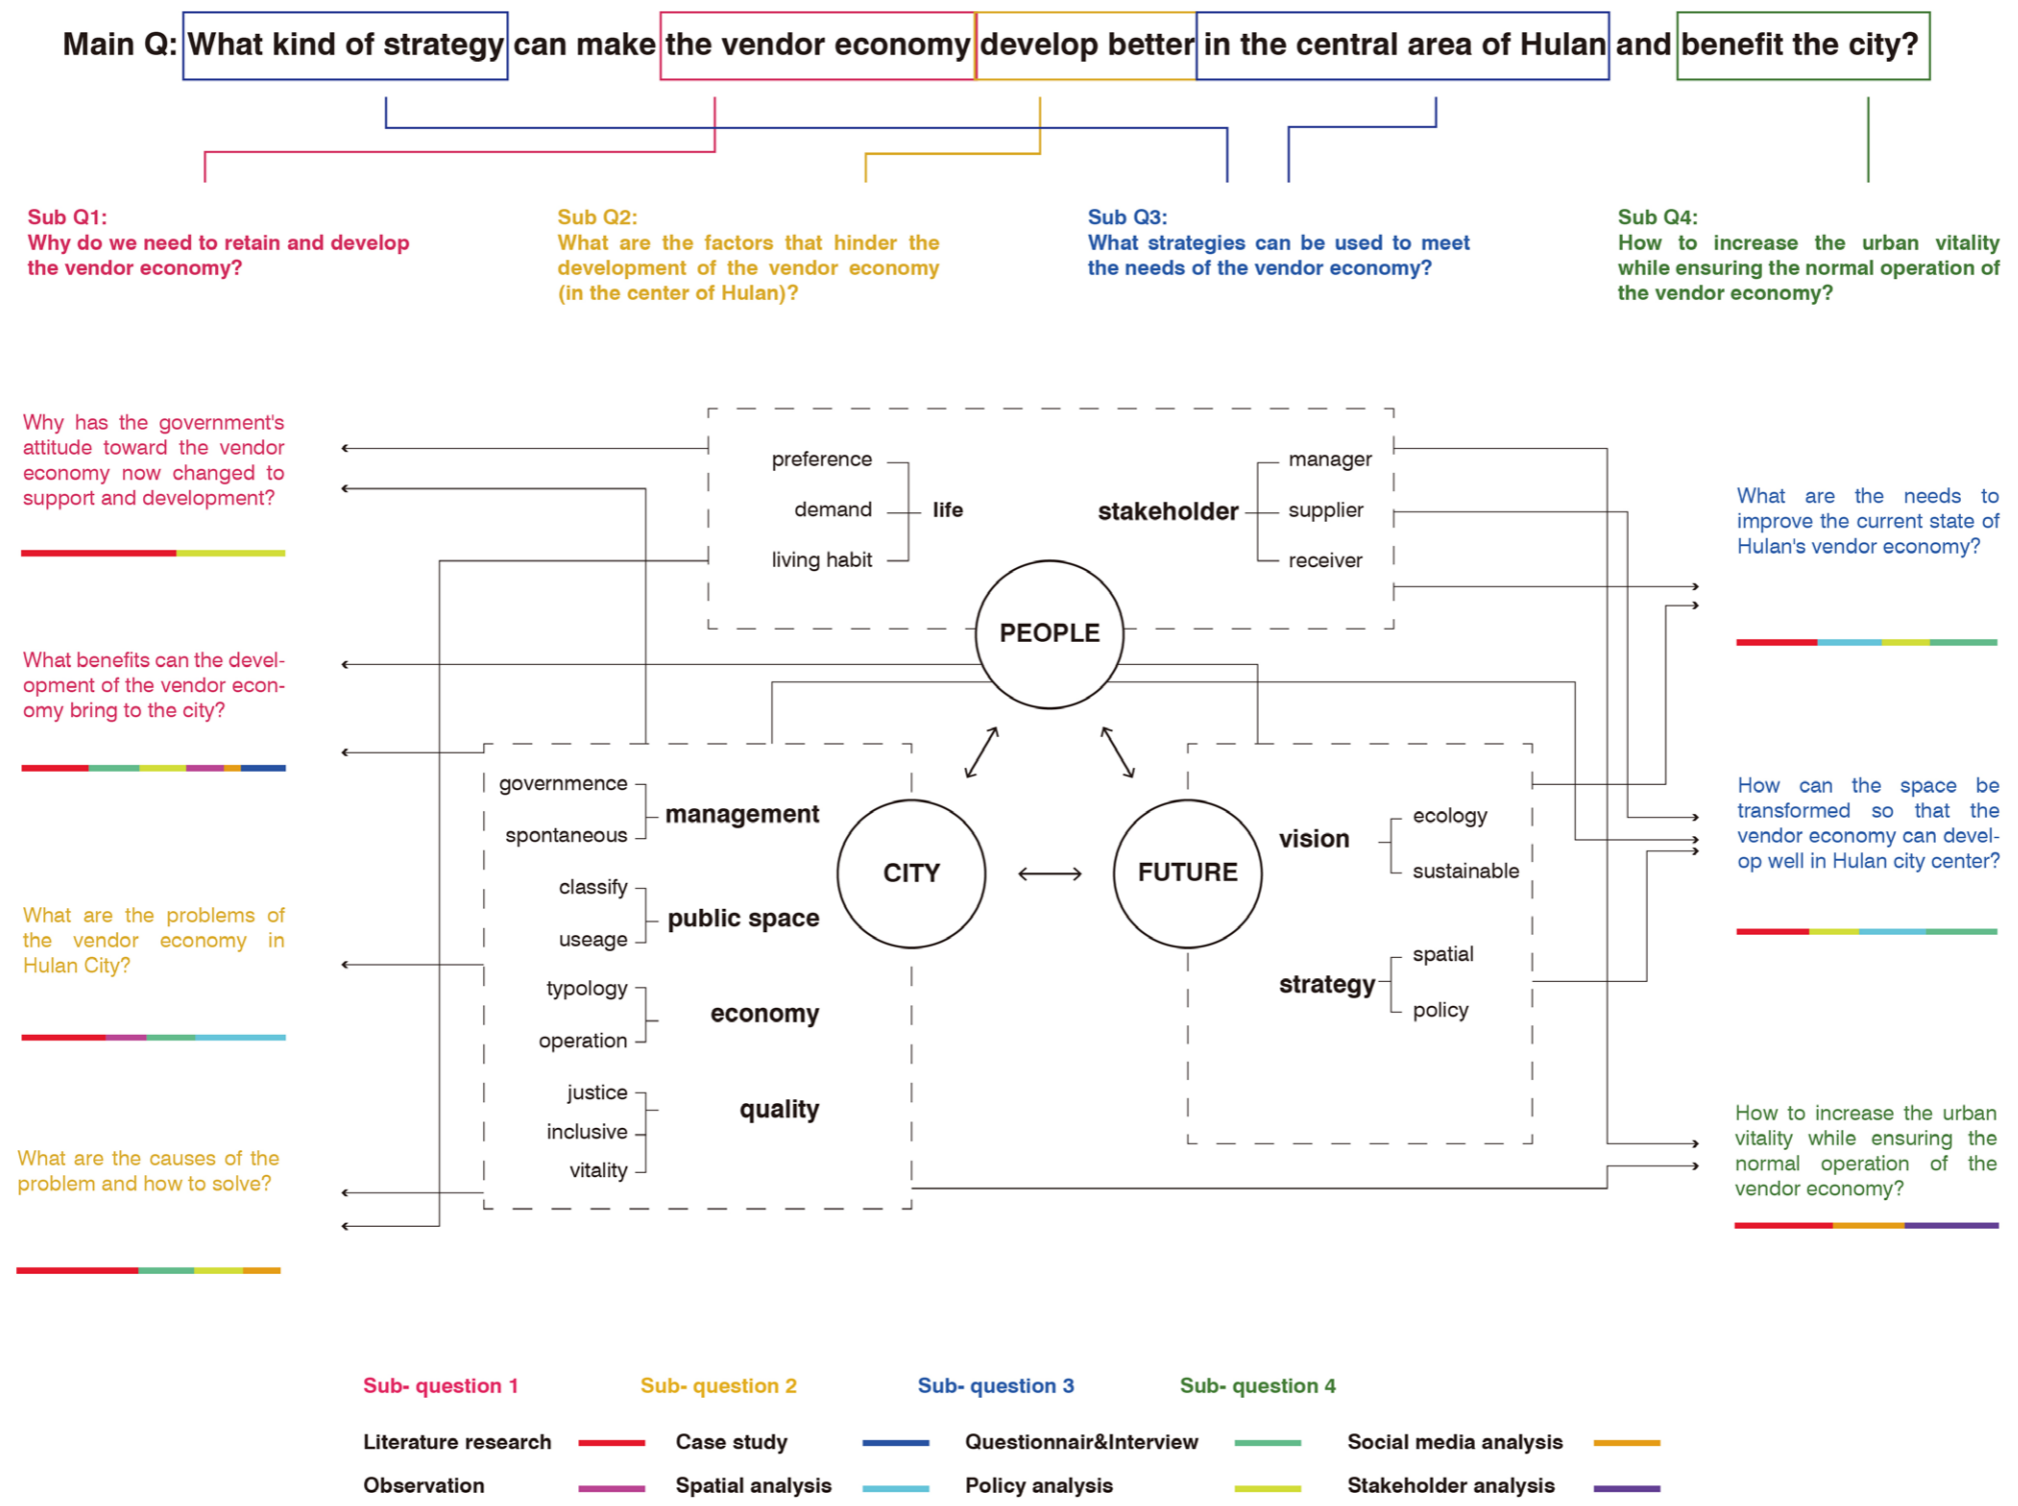 Main Q: What kind of strategy can make the vendor economy develop better in the central area of Hulan and benefit the city?
Sub Q1:
Why do we need to retain and develop
the vendor economy?
Sub Q2:
What are the factors that hinder the
development of the vendor economy
(in the center of Hulan)?
Sub Q3:
What strategies can be used to meet
the needs of the vendor economy?
Sub Q4:
How to increase the urban vitality
while ensuring the normal operation of
the vendor economy?
Why has the government's
attitude toward the vendor
economy now changed to
support and development?
What benefits can the devel-
opment of the vendor econ-
omy bring to the city?
What are the problems of
the vendor economy in
Hulan City?
What are the causes of the
problem and how to solve?
preference
demand
living habit
life
stakeholder
manager
supplier
receiver
PEOPLE
governmence
spontaneous
management
classify
useage
public space
typology
operation
economy
justice
inclusive
vitality
quality
CITY
FUTURE
vision
ecology
sustainable
strategy
spatial
policy
What are the needs to
improve the current state of
Hulan's vendor economy?
How can the space be
transformed so that the
vendor economy can devel-
op well in Hulan city center?
How to increase the urban
vitality while ensuring the
normal operation of the
vendor economy?
Sub- question 1
Sub- question 2
Sub- question 3
Sub- question 4
Literature research
Case study
Questionnair&Interview
Social media analysis
Observation
Spatial analysis
Policy analysis
Stakeholder analysis